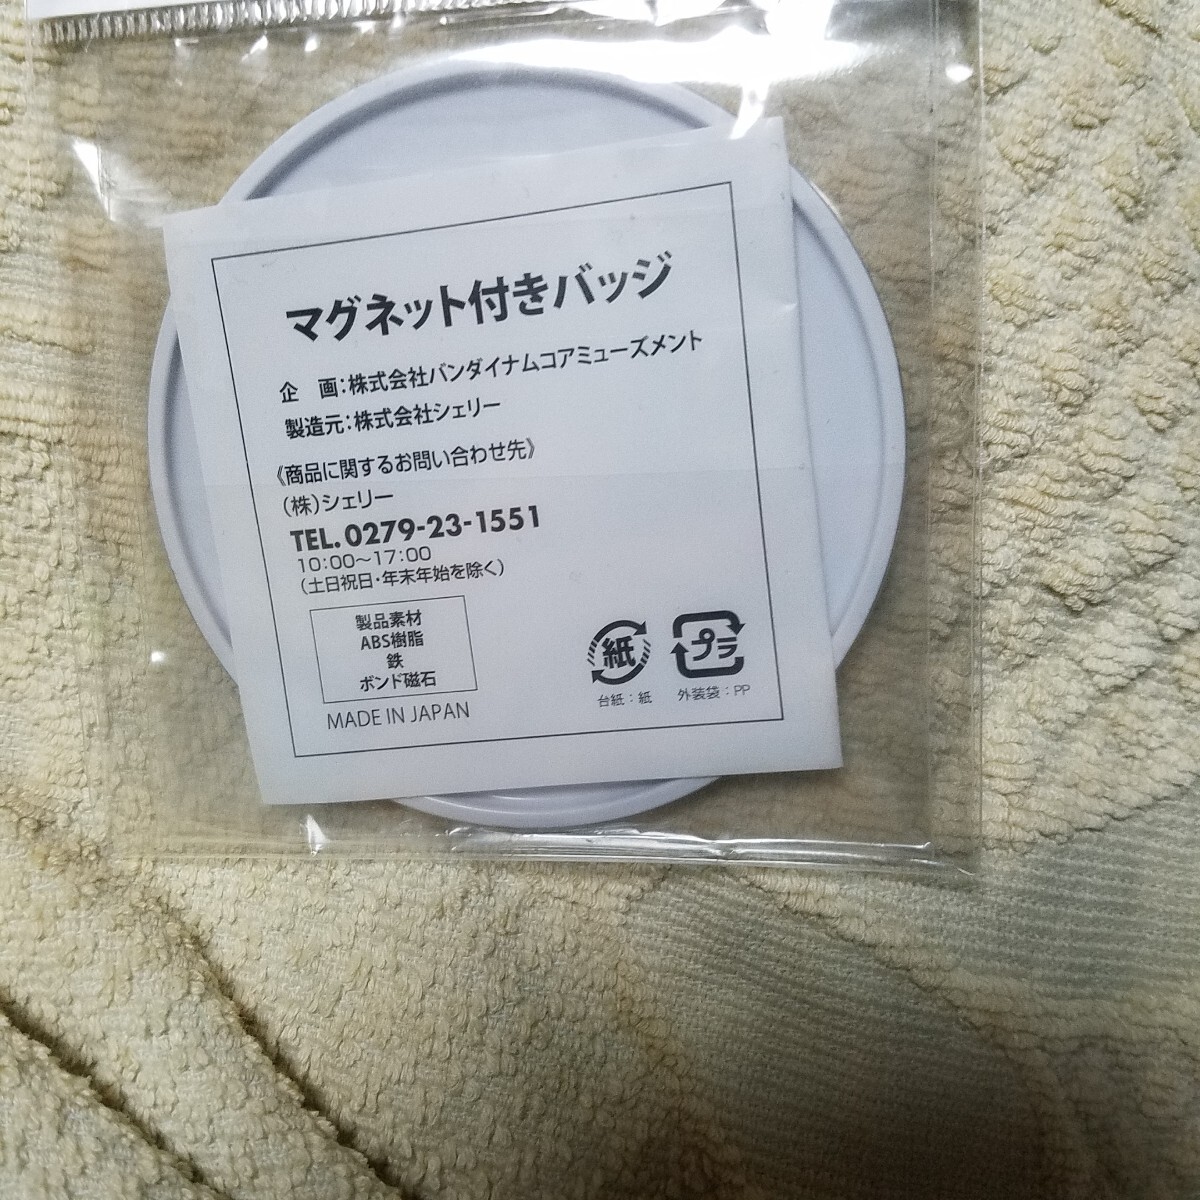 マグネット付きバッジ
企　画：株式会社バンダイナムコアミューズメント
製造元：株式会社シェリー
《商品に関するお問い合わせ先》
（株）シェリー
TEL. 0279-23-1551
10：00～17：00
（土日祝日・年末年始を除く）
製品素材
ABS樹脂
鉄
ボンド磁石
MADE IN JAPAN
紙
プラ
台紙：紙
外装袋：PP